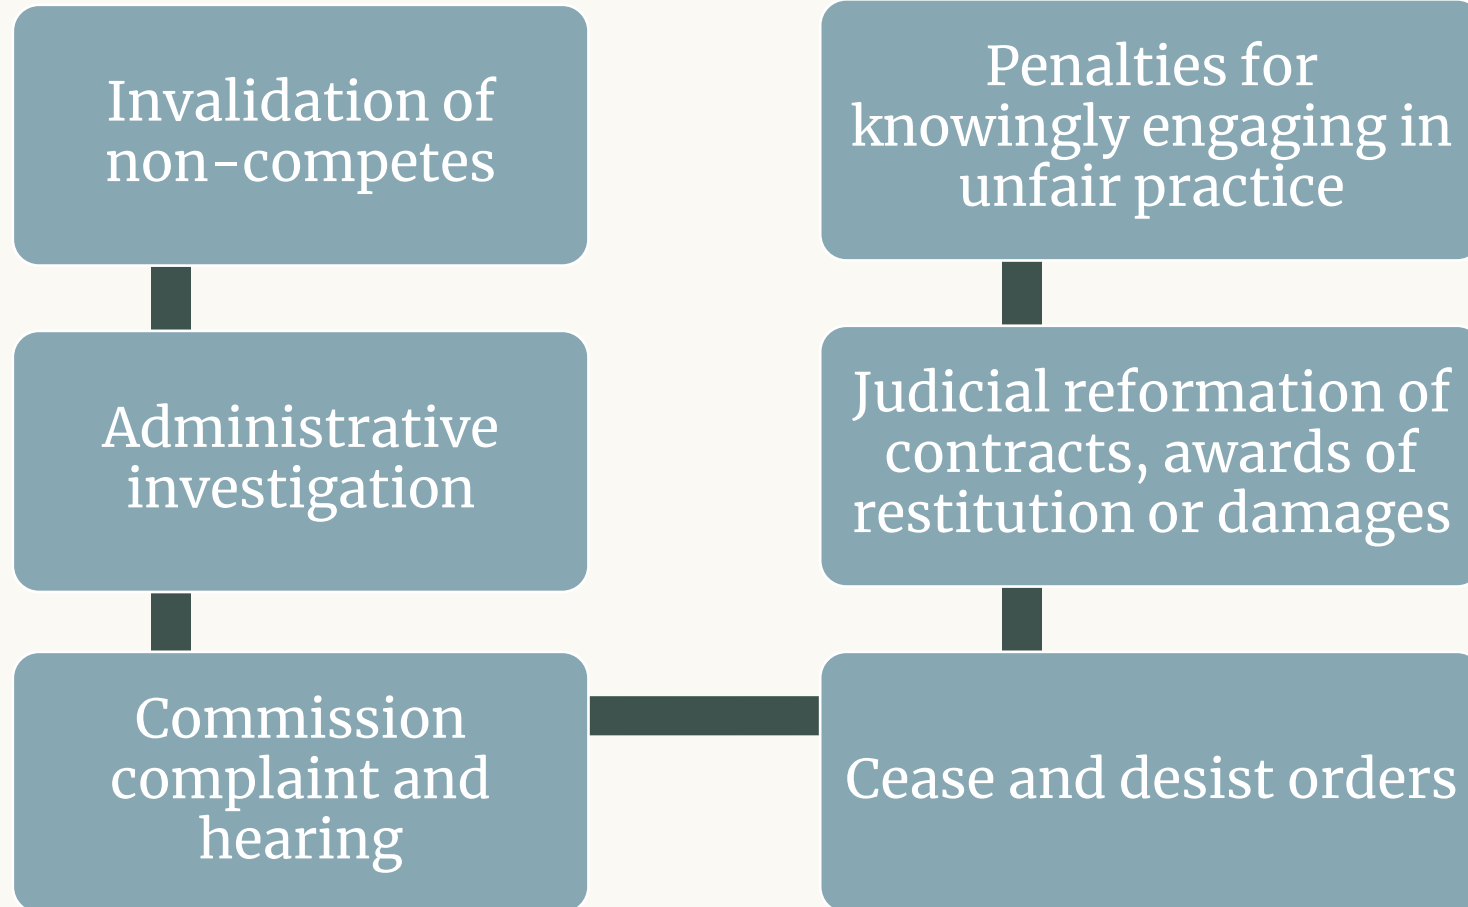 Invalidation of
non-competes
Administrative
investigation
Commission
complaint and
hearing
Cease and desist orders
Judicial reformation of
contracts, awards of
restitution or damages
Penalties for
knowingly engaging in
unfair practice